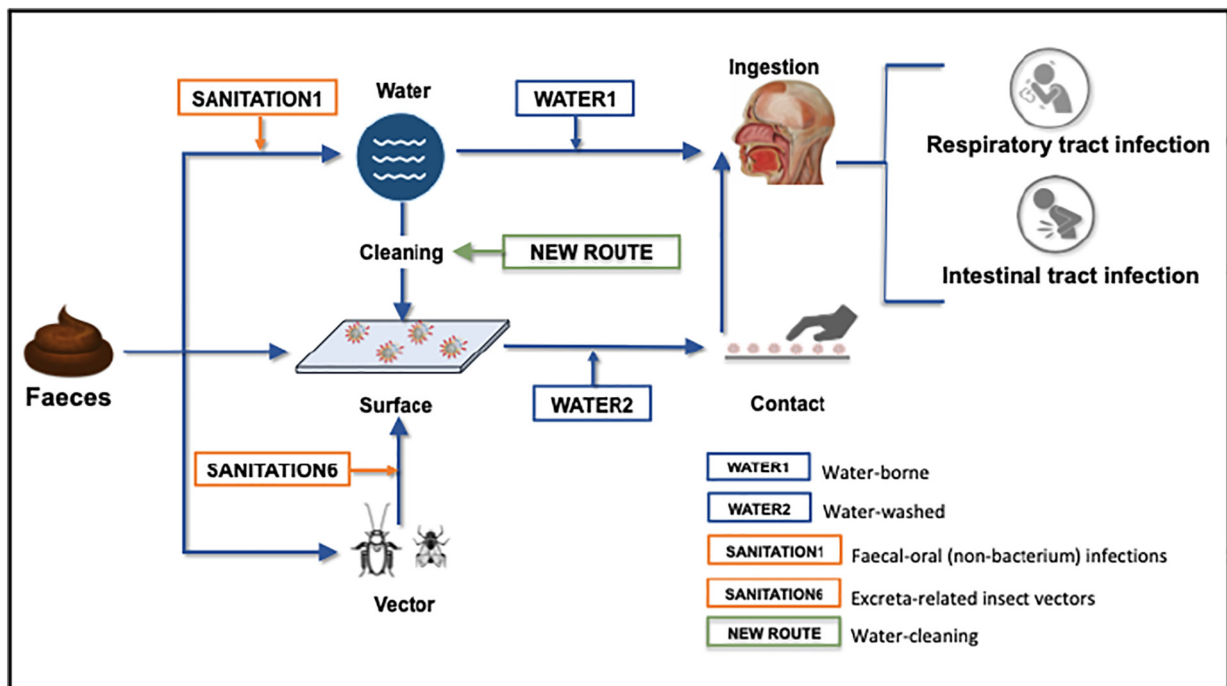 SANITATION1
Water
WATER1
Ingestion
Respiratory tract infection
Cleaning
NEW ROUTE
Intestinal tract infection
Faeces
Surface
WATER2
Contact
SANITATION6
Vector
WATER1 Water-borne
WATER2 Water-washed
SANITATION1 Faecal-oral (non-bacterium) infections
SANITATION6 Excreta-related insect vectors
NEW ROUTE Water-cleaning